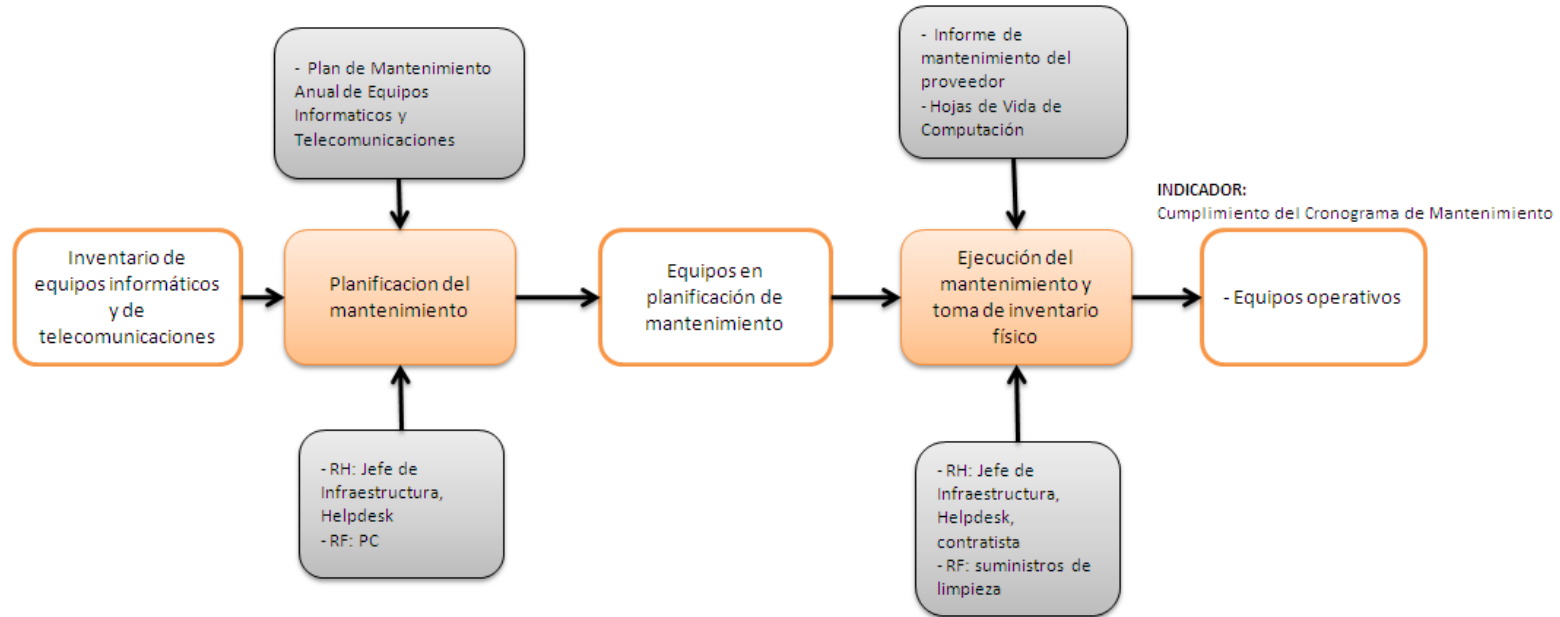 - Plan de Mantenimiento
Anual de Equipos
Informaticos y
Telecomunicaciones
- Informe de
mantenimiento del
proveedor
- Hojas de Vida de
Computación
INDICADOR:
Cumplimiento del Cronograma de Mantenimiento
Inventario de
equipos informáticos
y de
telecomunicaciones
Planificacion del
mantenimiento
Equipos en
planificación de
mantenimiento
Ejecución del
mantenimiento y
toma de inventario
físico
- Equipos operativos
- RH: Jefe de
Infraestructura,
Helpdesk
- RF: PC
- RH: Jefe de
Infraestructura,
Helpdesk,
contratista
- RF: suministros de
limpieza